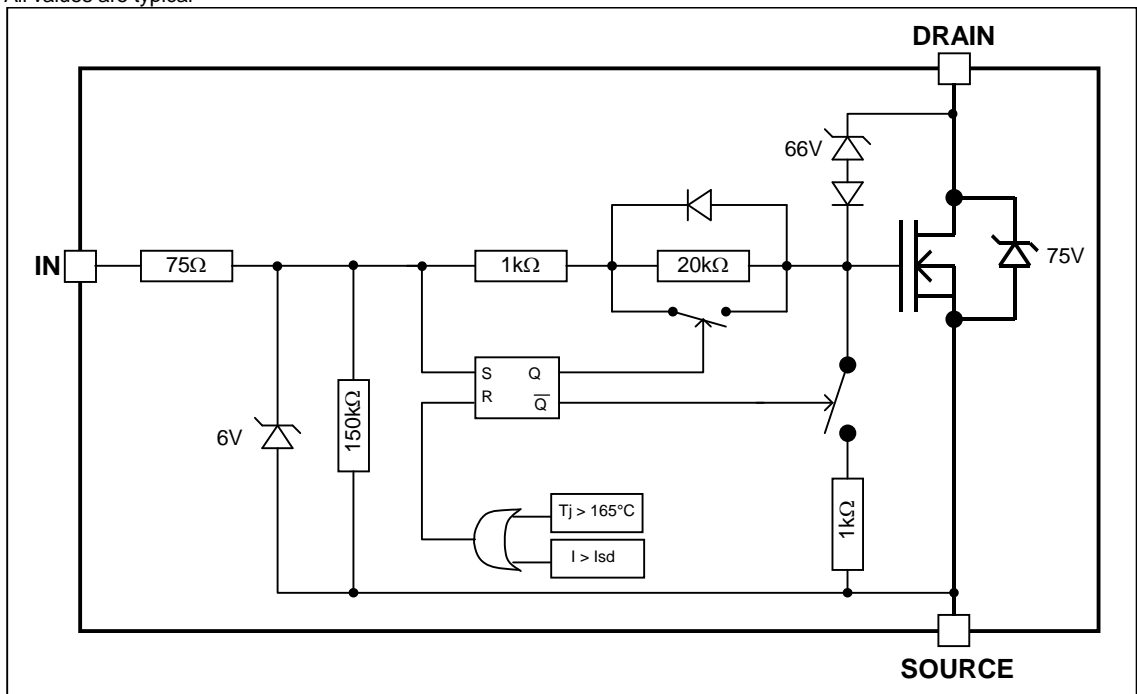 All values are typical
DRAIN
66V
75V
IN
75Ω
1kΩ
20kΩ
S Q
R Q̅
6V
150kΩ
Tj > 165°C
I > Isd
1kΩ
SOURCE